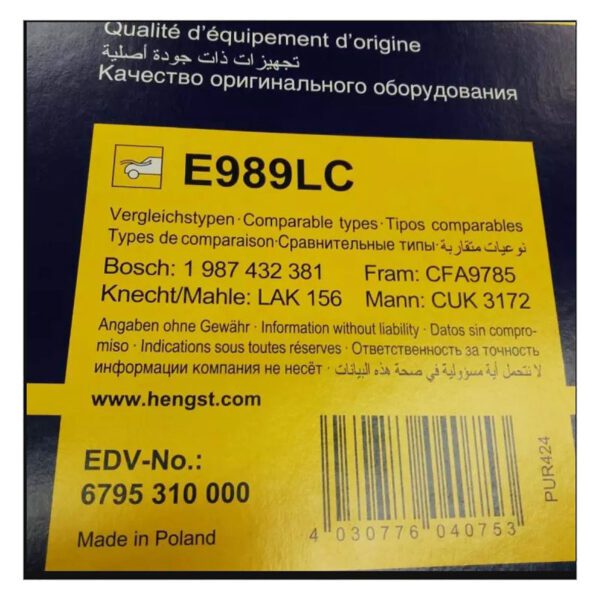 Qualité d'équipement d'origine
تجهيزات ذات جودة أصلية
Качество оригинального оборудования
E989LC
Vergleichstypen · Comparable types · Tipos comparables
Types de comparaison · Сравнительные типы · نوعيات متقاربة
Bosch: 1 987 432 381 Fram: CFA9785
Knecht/Mahle: LAK 156 Mann: CUK 3172
Angaben ohne Gewähr · Information without liability · Datos sin compro-
miso · Indications sous toutes réserves · Ответственность за точность
информации компания не несёт · لا نتحمل أية مسؤولية في صحة هذه البيانات
www.hengst.com
EDV-No.:
6795 310 000
Made in Poland
4 030776 040753
PUR424